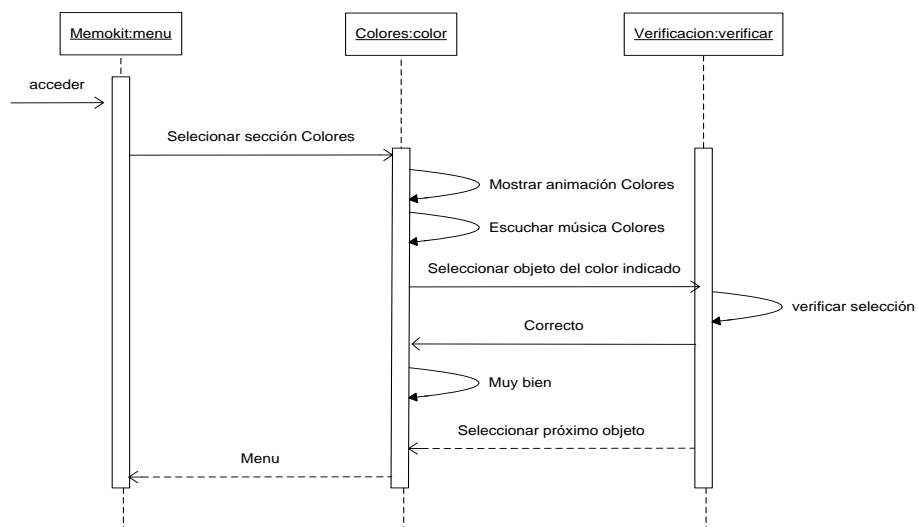 Memokit:menu
Colores:color
Verificacion:verificar
acceder
Selecionar sección Colores
Mostrar animación Colores
Escuchar música Colores
Seleccionar objeto del color indicado
verificar selección
Correcto
Muy bien
Seleccionar próximo objeto
Menu